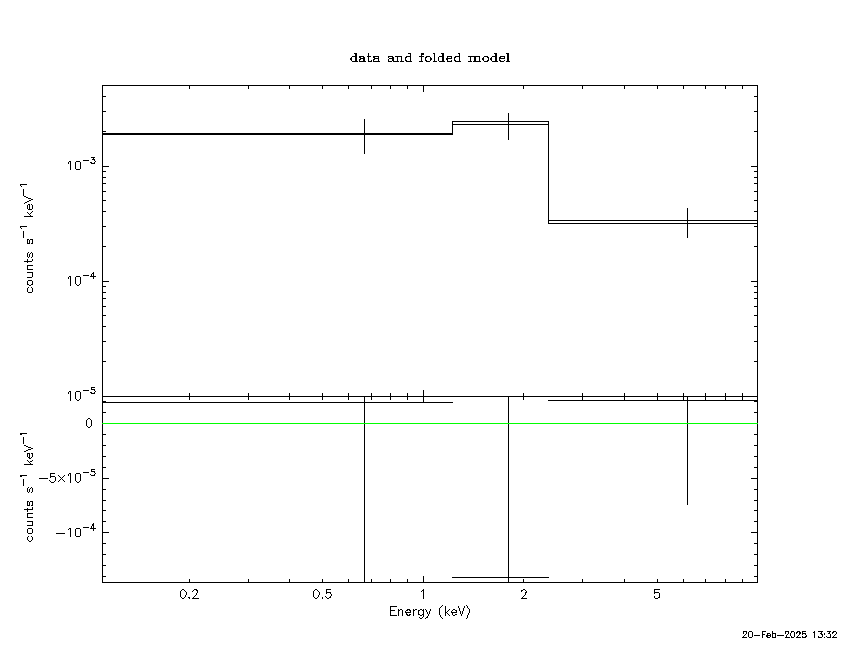 data and folded model
counts s⁻¹ keV⁻¹
10⁻³
10⁻⁴
10⁻⁵
counts s⁻¹ keV⁻¹
0
−5×10⁻⁵
−10⁻⁴
0.2 0.5 1 2 5
Energy (keV)
20-Feb-2025 13:32